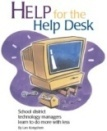 HELP for the
Help Desk
School district
technology managers
learn to do more with less